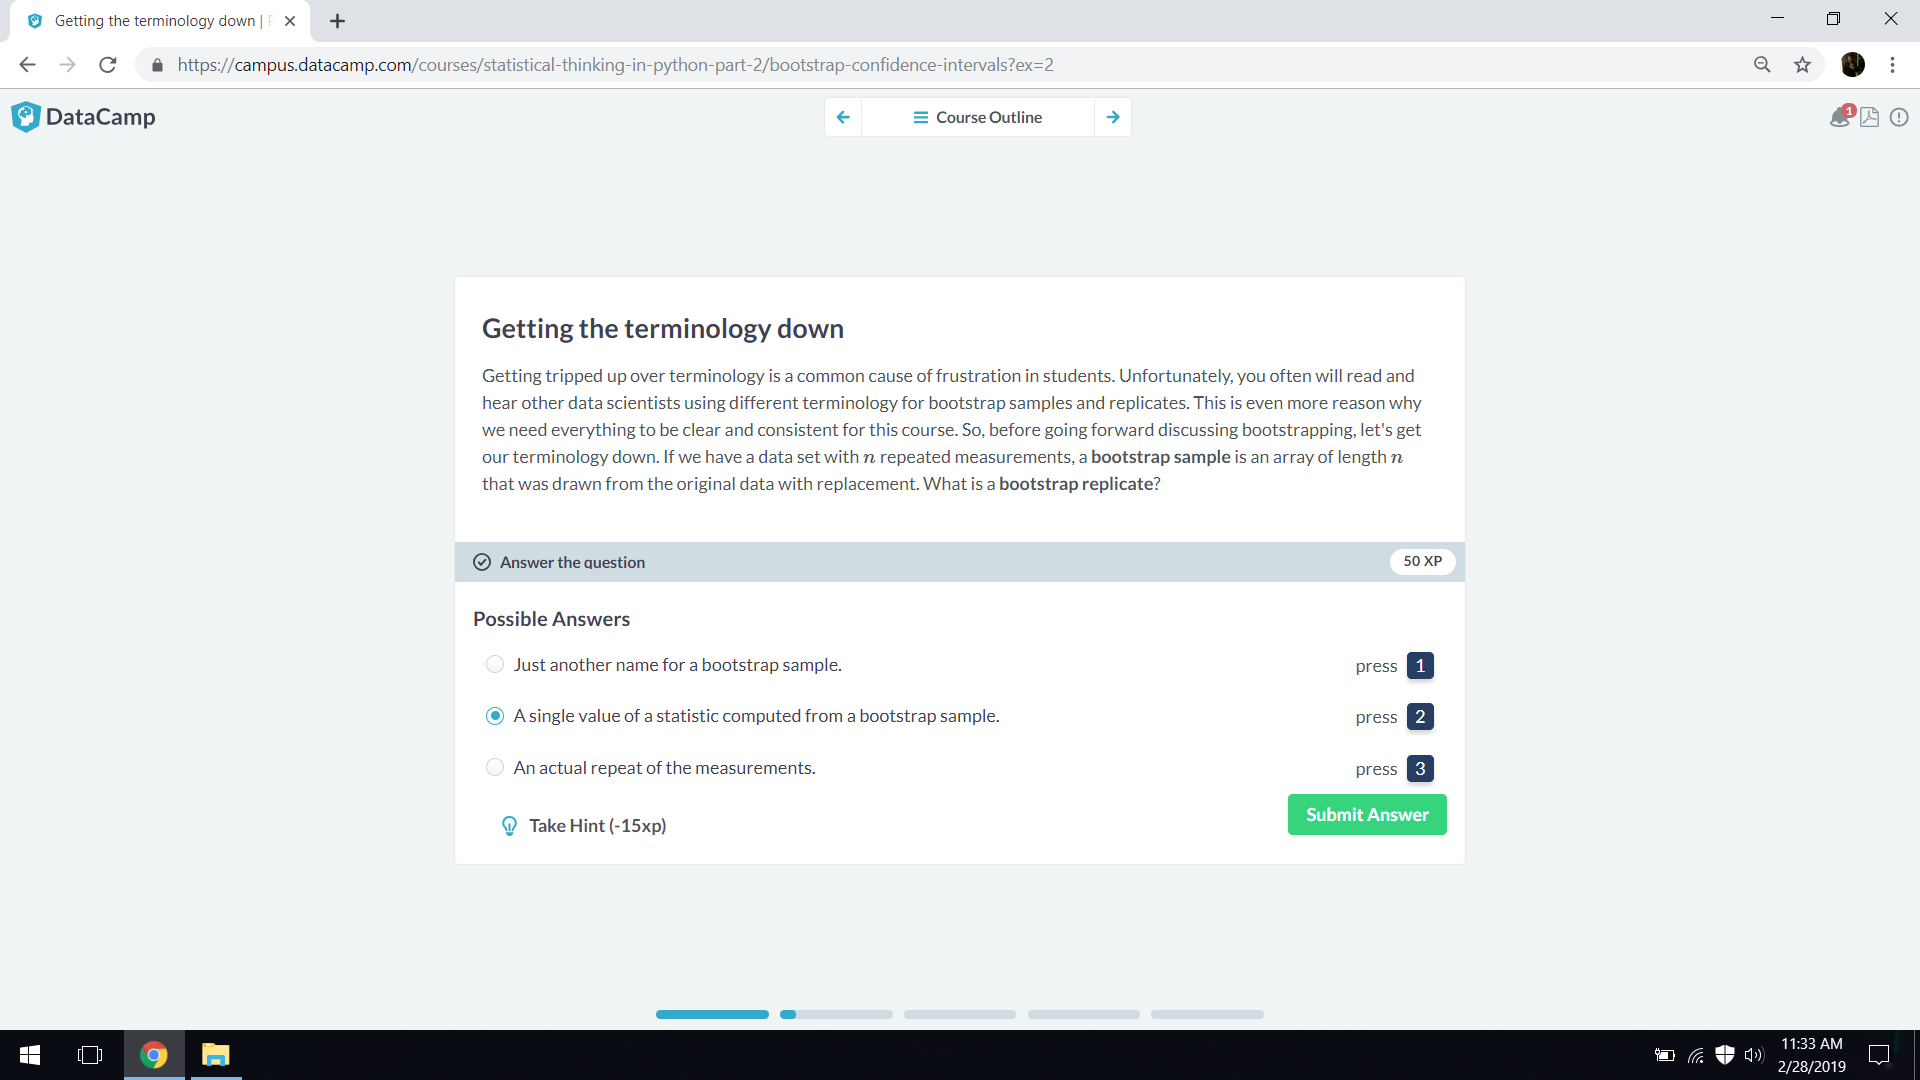 Getting the terminology down |
https://campus.datacamp.com/courses/statistical-thinking-in-python-part-2/bootstrap-confidence-intervals?ex=2
DataCamp
Course Outline
1
Getting the terminology down
Getting tripped up over terminology is a common cause of frustration in students. Unfortunately, you often will read and
hear other data scientists using different terminology for bootstrap samples and replicates. This is even more reason why
we need everything to be clear and consistent for this course. So, before going forward discussing bootstrapping, let's get
our terminology down. If we have a data set with n repeated measurements, a bootstrap sample is an array of length n
that was drawn from the original data with replacement. What is a bootstrap replicate?
Answer the question
50 XP
Possible Answers
Just another name for a bootstrap sample.
press 1
A single value of a statistic computed from a bootstrap sample.
press 2
An actual repeat of the measurements.
press 3
Take Hint (-15xp)
Submit Answer
11:33 AM
2/28/2019